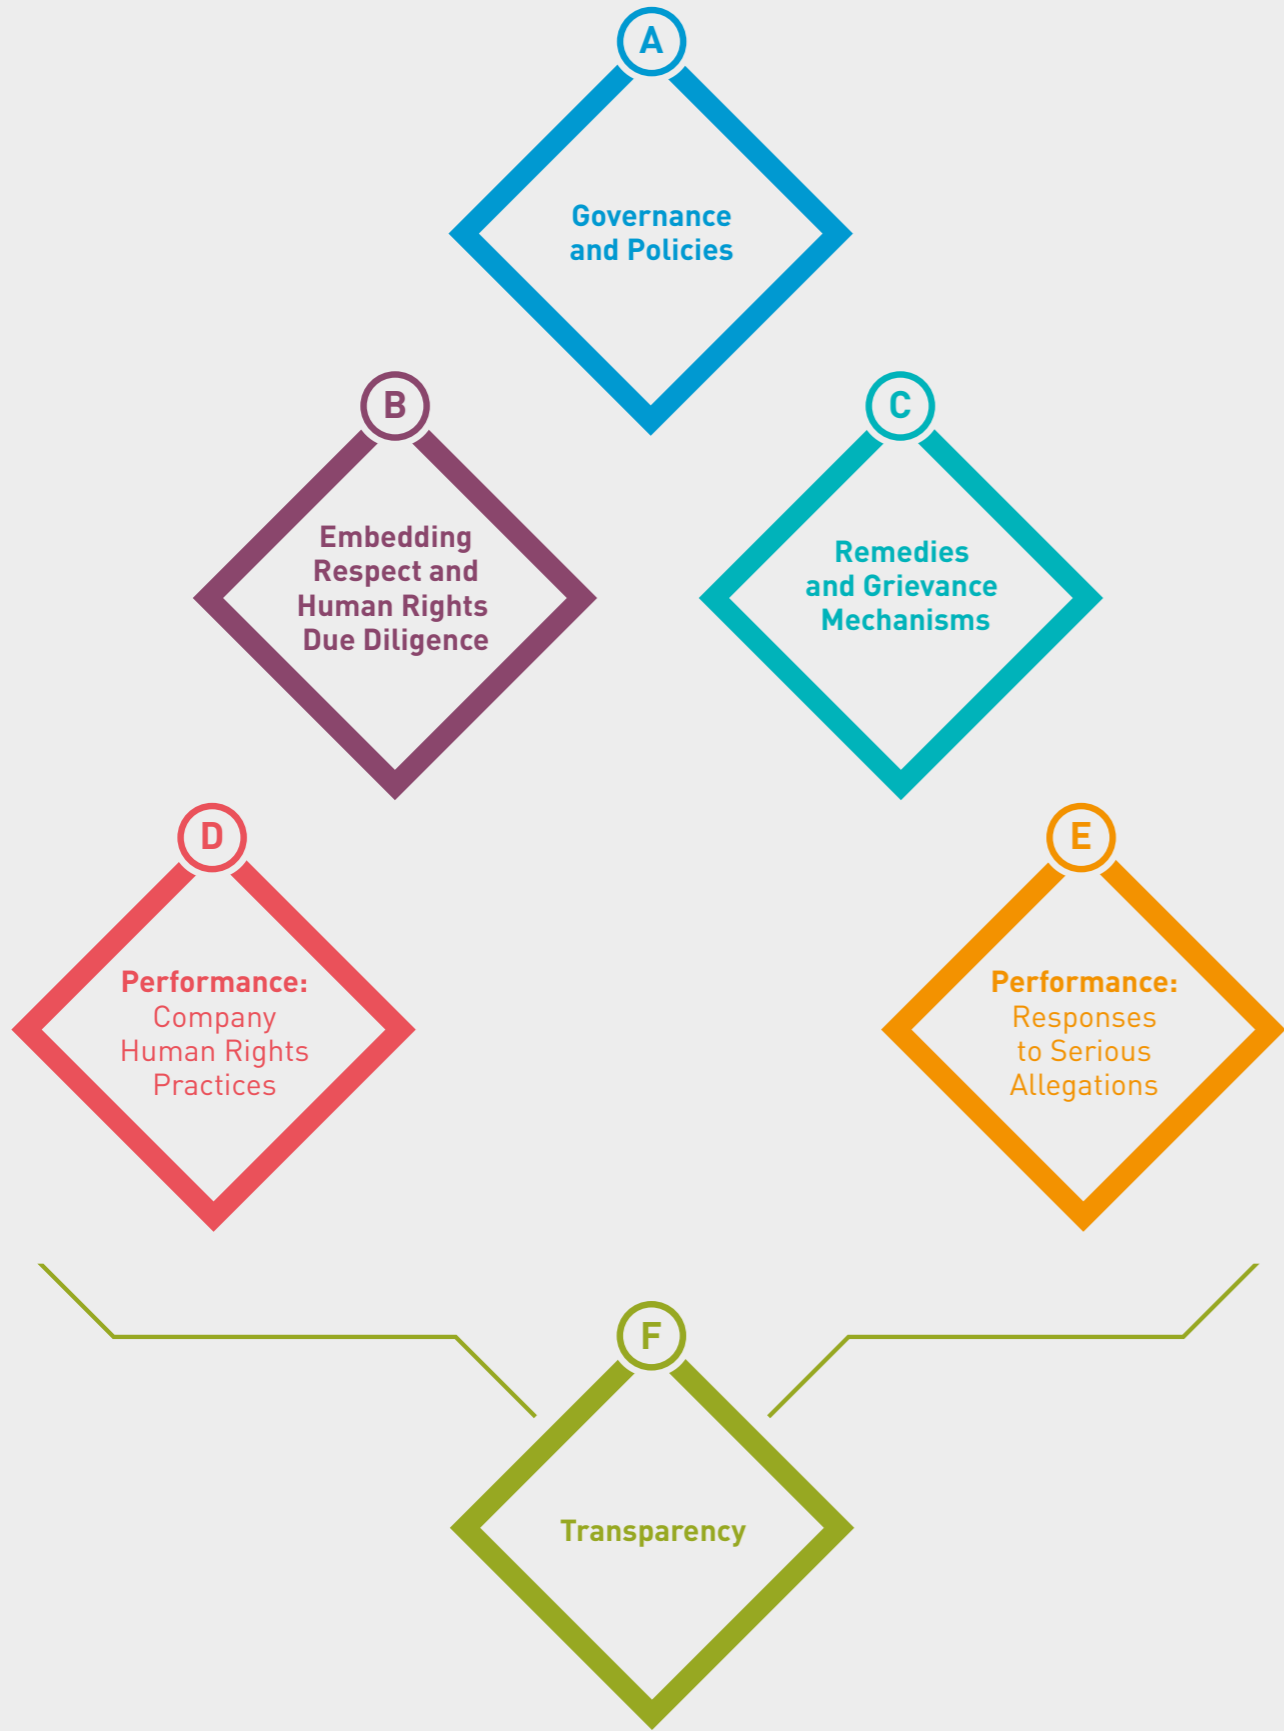 A
Governance
and Policies
B
Embedding
Respect and
Human Rights
Due Diligence
C
Remedies
and Grievance
Mechanisms
D
Performance:
Company
Human Rights
Practices
E
Performance:
Responses
to Serious
Allegations
F
Transparency